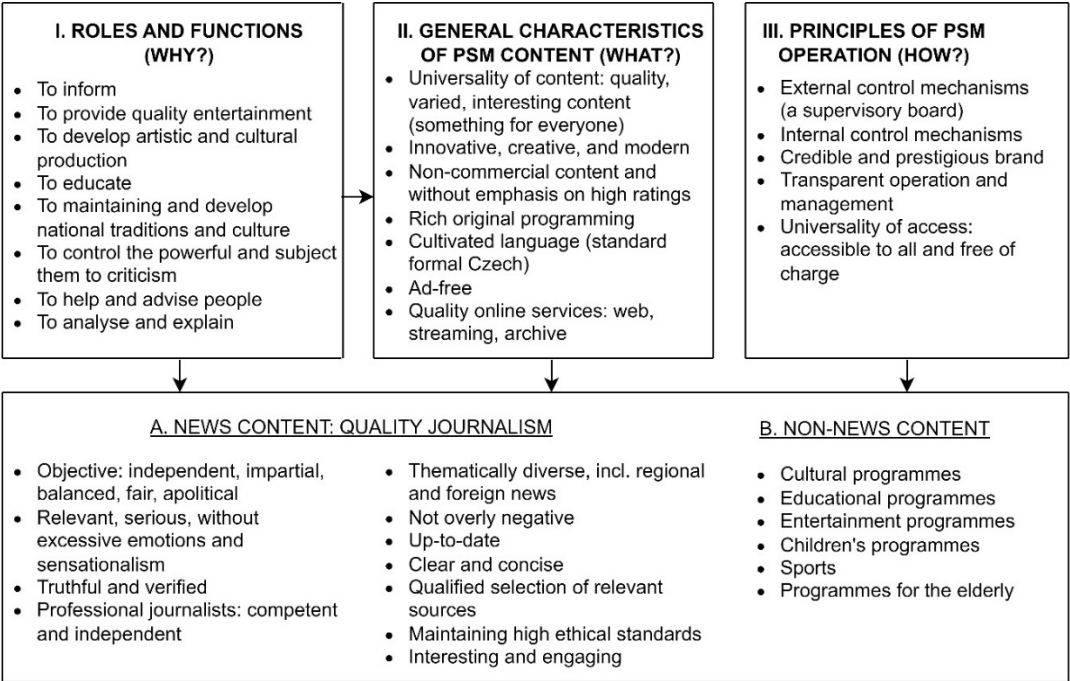 I. ROLES AND FUNCTIONS
(WHY?)
• To inform
• To provide quality entertainment
• To develop artistic and cultural
production
• To educate
• To maintaining and develop
national traditions and culture
• To control the powerful and subject
them to criticism
• To help and advise people
• To analyse and explain
II. GENERAL CHARACTERISTICS
OF PSM CONTENT (WHAT?)
• Universality of content: quality,
varied, interesting content
(something for everyone)
• Innovative, creative, and modern
• Non-commercial content and
without emphasis on high ratings
• Rich original programming
• Cultivated language (standard
formal Czech)
• Ad-free
• Quality online services: web,
streaming, archive
III. PRINCIPLES OF PSM
OPERATION (HOW?)
• External control mechanisms
(a supervisory board)
• Internal control mechanisms
• Credible and prestigious brand
• Transparent operation and
management
• Universality of access:
accessible to all and free of
charge
A. NEWS CONTENT: QUALITY JOURNALISM
• Objective: independent, impartial,
balanced, fair, apolitical
• Relevant, serious, without
excessive emotions and
sensationalism
• Truthful and verified
• Professional journalists: competent
and independent
• Thematically diverse, incl. regional
and foreign news
• Not overly negative
• Up-to-date
• Clear and concise
• Qualified selection of relevant
sources
• Maintaining high ethical standards
• Interesting and engaging
B. NON-NEWS CONTENT
• Cultural programmes
• Educational programmes
• Entertainment programmes
• Children's programmes
• Sports
• Programmes for the elderly